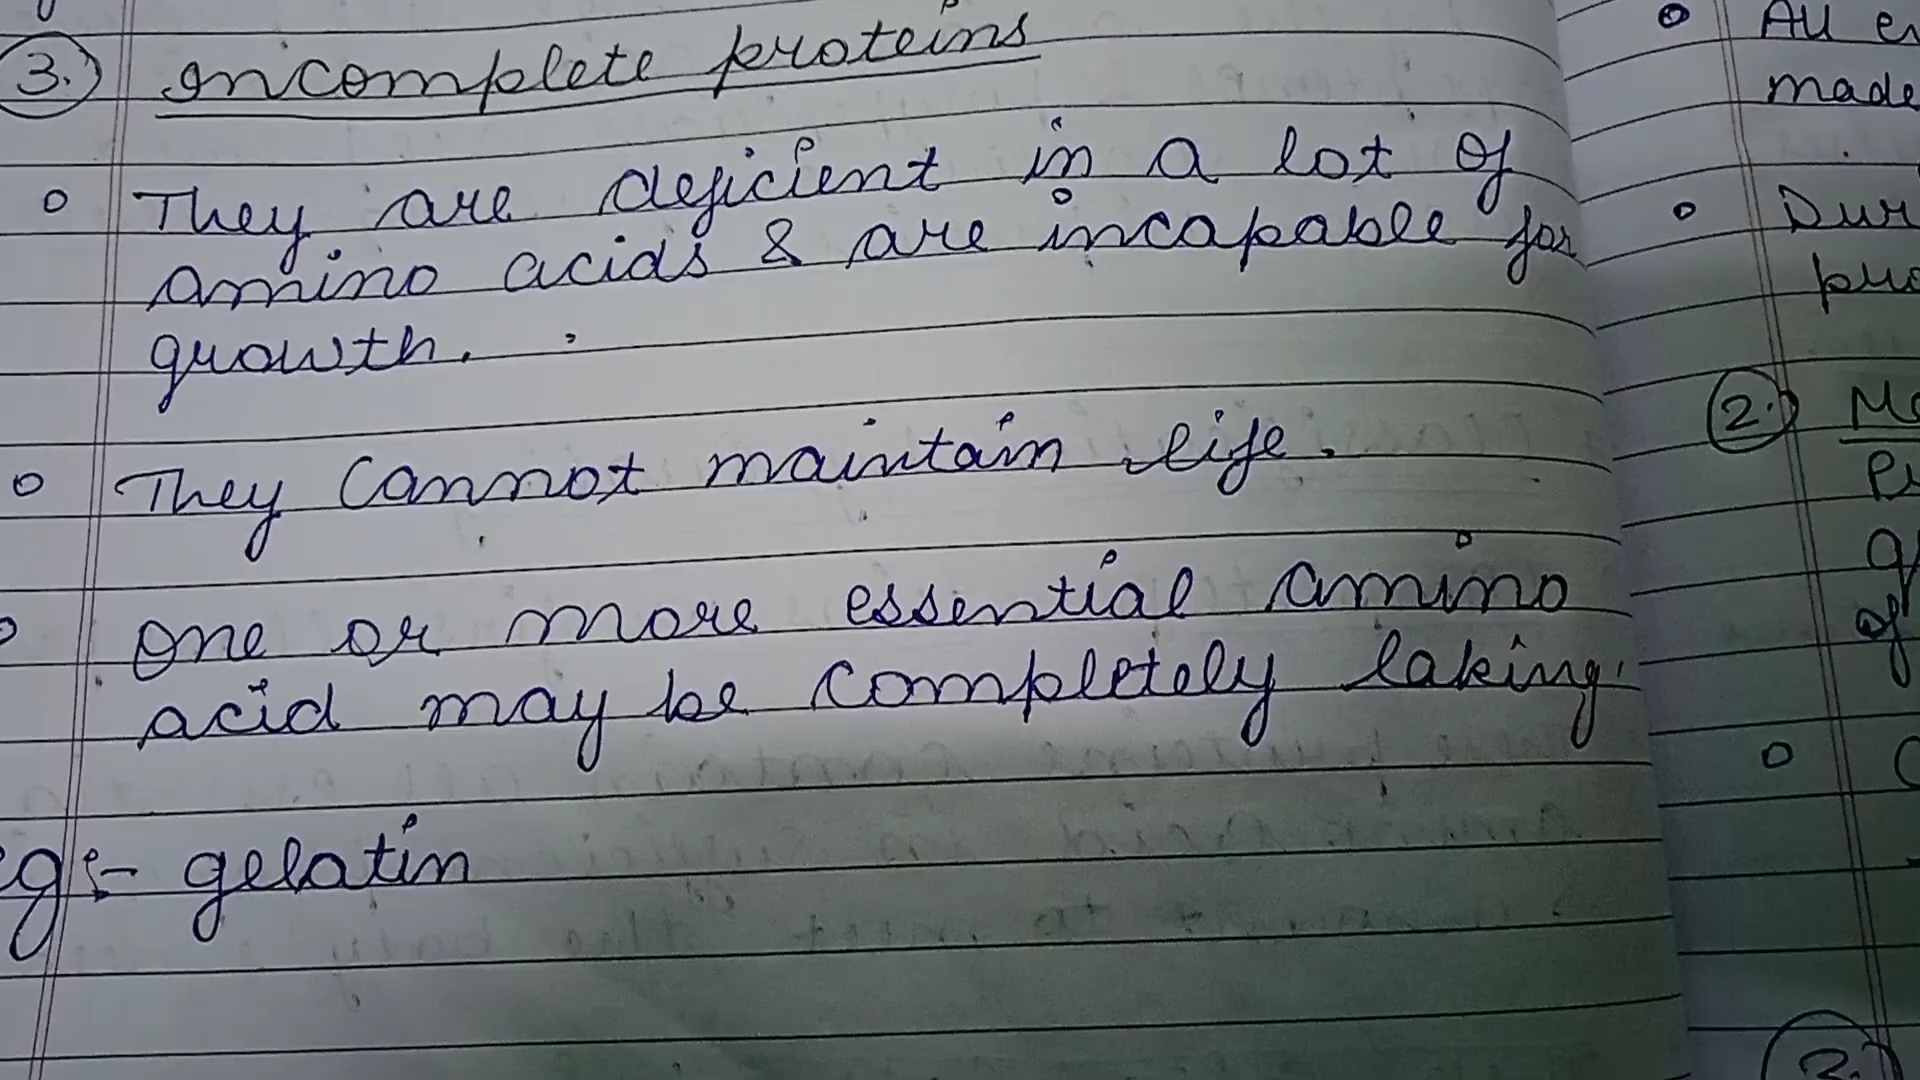 3. Incomplete proteins
o They are deficient in a lot of
amino acids & are incapable for
growth.
o They cannot maintain life.
o One or more essential amino
acid may be completely laking.
eg:- gelatin
o All
made
o
2.
of
o